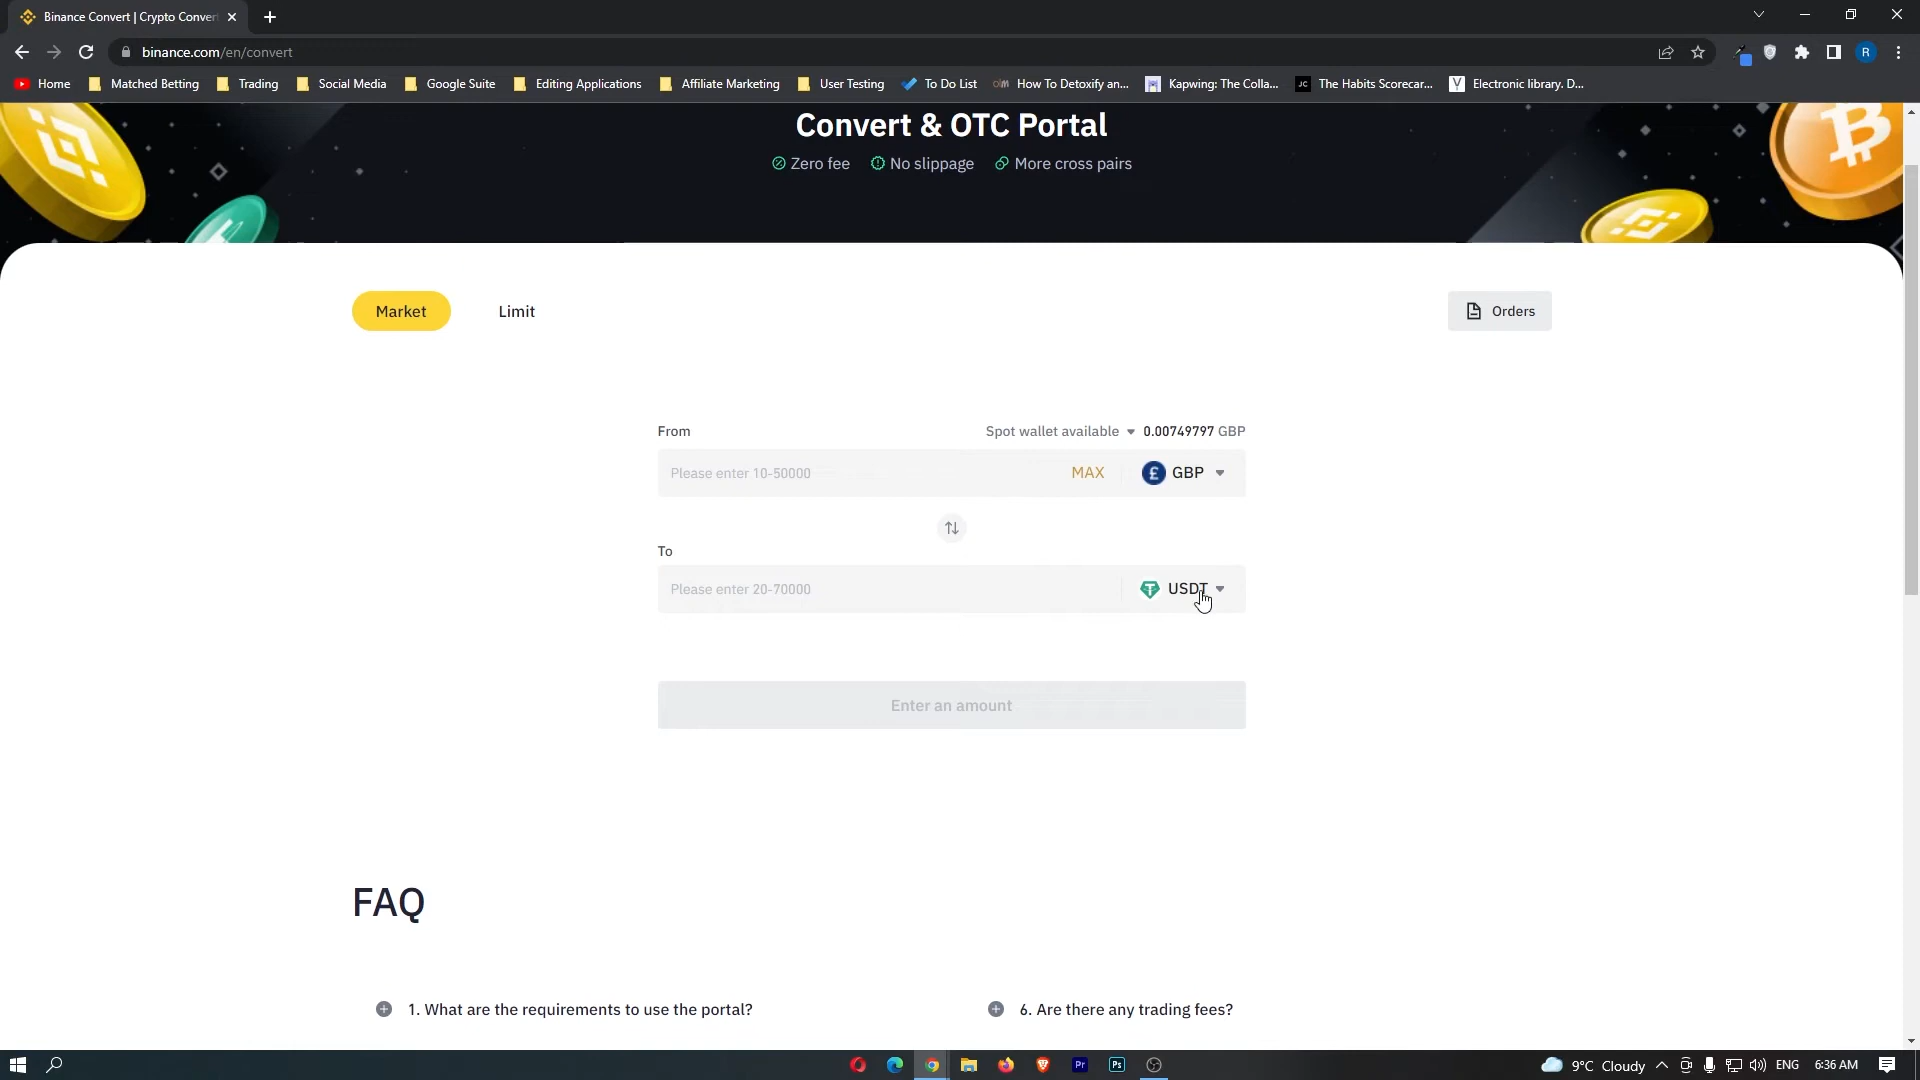 Binance Convert | Crypto Conver
binance.com/en/convert
R
Home Matched Betting Trading Social Media Google Suite Editing Applications Affiliate Marketing User Testing To Do List How To Detoxify an... Kapwing: The Colla... JC The Habits Scorecar... Electronic library. D...
Convert & OTC Portal
Zero fee No slippage More cross pairs
Market Limit Orders
From Spot wallet available 0.00749797 GBP
Please enter 10-50000 MAX £ GBP
To
Please enter 20-70000 USDT
Enter an amount
FAQ
1. What are the requirements to use the portal? 6. Are there any trading fees?
Pr Ps 9°C Cloudy ENG 6:36 AM